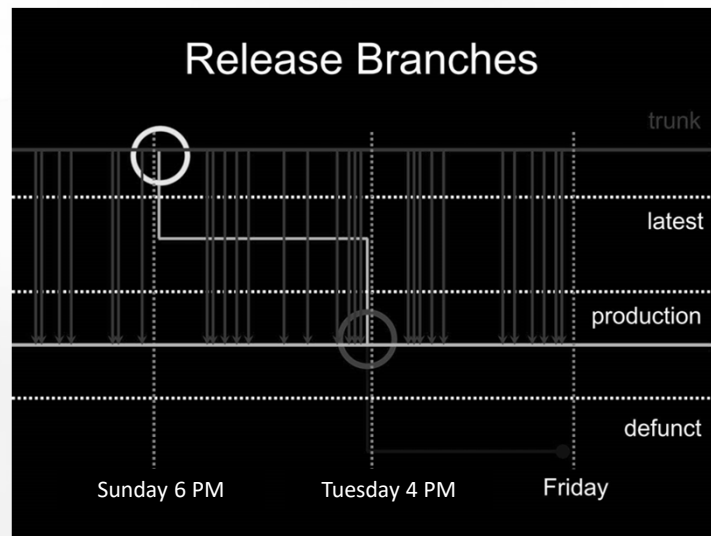 Release Branches
trunk
latest
production
defunct
Sunday 6 PM
Tuesday 4 PM
Friday